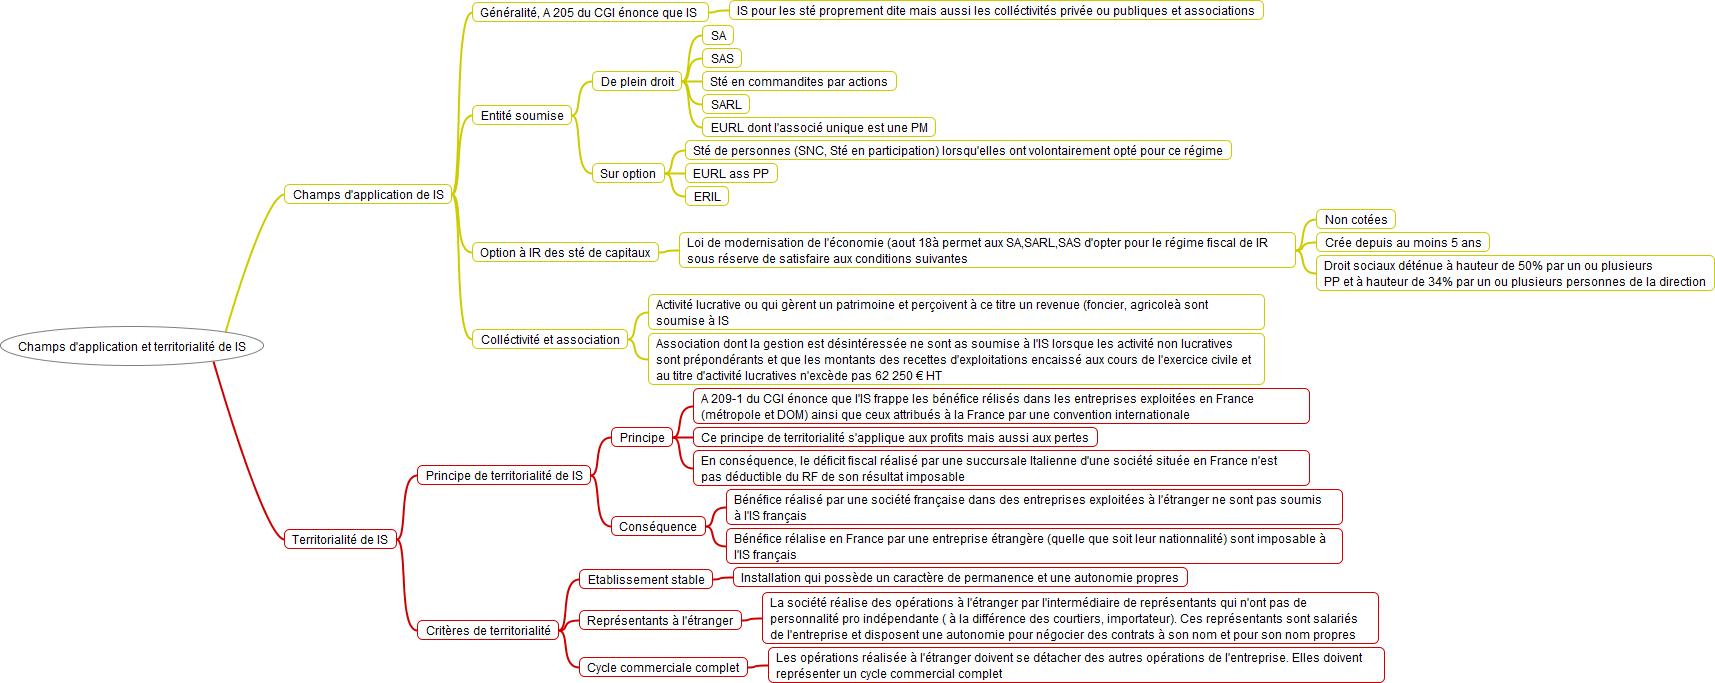 Champs d'application et territorialité de IS
Champs d'application de IS
Généralité, A 205 du CGI énonce que IS
IS pour les sté proprement dite mais aussi les colléctivités privée ou publiques et associations
Entité soumise
De plein droit
SA
SAS
Sté en commandites par actions
SARL
EURL dont l'associé unique est une PM
Sur option
Sté de personnes (SNC, Sté en participation) lorsqu'elles ont volontairement opté pour ce régime
EURL ass PP
ERIL
Option à IR des sté de capitaux
Loi de modernisation de l'économie (aout 18à permet aux SA,SARL,SAS d'opter pour le régime fiscal de IR
sous réserve de satisfaire aux conditions suivantes
Non cotées
Crée depuis au moins 5 ans
Droit sociaux détenue à hauteur de 50% par un ou plusieurs
PP et à hauteur de 34% par un ou plusieurs personnes de la direction
Colléctivité et association
Activité lucrative ou qui gèrent un patrimoine et perçoivent à ce titre un revenue (foncier, agricoleà sont
soumise à IS
Association dont la gestion est désintéressée ne sont as soumise à l'IS lorsque les activité non lucratives
sont prépondérants et que les montants des recettes d'exploitations encaissé aux cours de l'exercice civile et
au titre d'activité lucratives n'excède pas 62 250 € HT
Territorialité de IS
Principe de territorialité de IS
Principe
A 209-1 du CGI énonce que l'IS frappe les bénéfice rélisés dans les entreprises exploitées en France
(métropole et DOM) ainsi que ceux attribués à la France par une convention internationale
Ce principe de territorialité s'applique aux profits mais aussi aux pertes
En conséquence, le déficit fiscal réalisé par une succursale Italienne d'une société située en France n'est
pas déductible du RF de son résultat imposable
Conséquence
Bénéfice réalisé par une société française dans des entreprises exploitées à l'étranger ne sont pas soumis
à l'IS français
Bénéfice rélalise en France par une entreprise étrangère (quelle que soit leur nationnalité) sont imposable à
l'IS français
Critères de territorialité
Etablissement stable
Installation qui possède un caractère de permanence et une autonomie propres
Représentants à l'étranger
La société réalise des opérations à l'étranger par l'intermédiaire de représentants qui n'ont pas de
personnalité pro indépendante ( à la différence des courtiers, importateur). Ces représentants sont salariés
de l'entreprise et disposent une autonomie pour négocier des contrats à son nom et pour son nom propres
Cycle commerciale complet
Les opérations réalisée à l'étranger doivent se détacher des autres opérations de l'entreprise. Elles doivent
représenter un cycle commercial complet